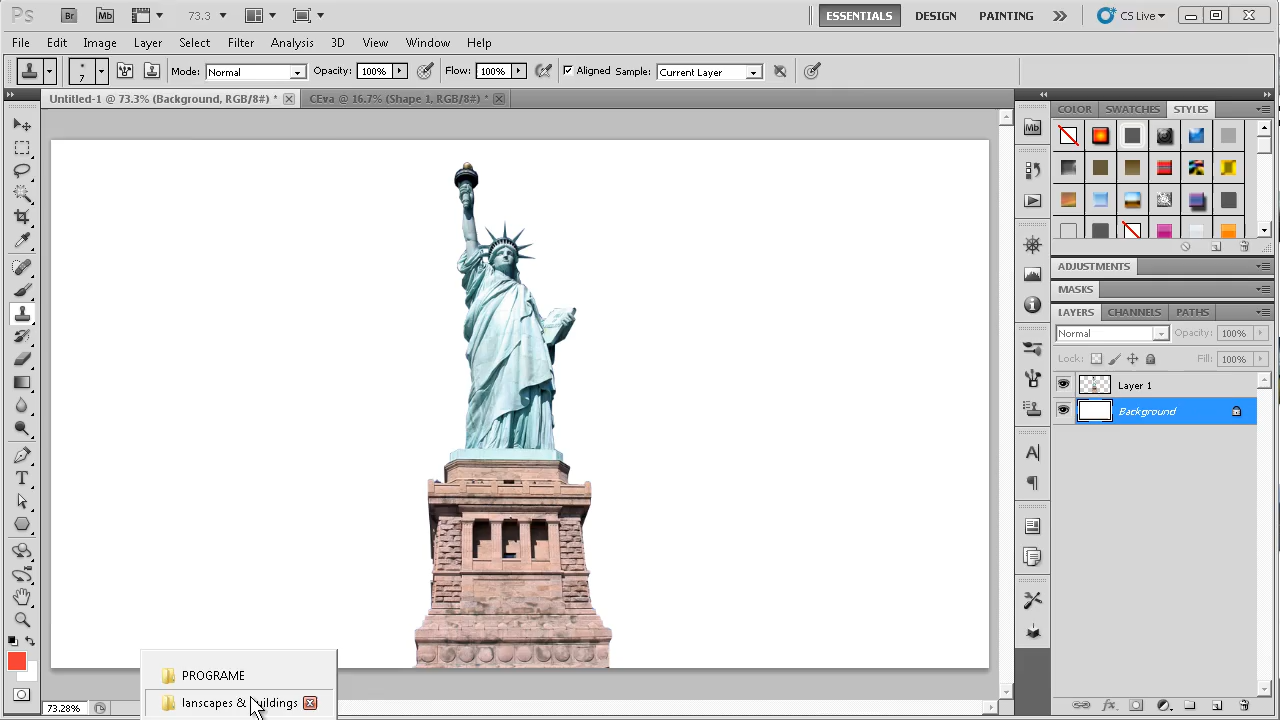 Ps Br Mb 73.3 ESSENTIALS DESIGN PAINTING CS Live
File Edit Image Layer Select Filter Analysis 3D View Window Help
7 Mode: Normal Opacity: 100% Flow: 100% Aligned Sample: Current Layer
Untitled-1 @ 73.3% (Background, RGB/8#) * CEva @ 16.7% (Shape 1, RGB/8#) *
COLOR SWATCHES STYLES
Mb
ADJUSTMENTS
MASKS
LAYERS CHANNELS PATHS
Normal Opacity: 100%
Lock: Fill: 100%
Layer 1
Background
PROGRAME
lanscapes & buildings
73.28%